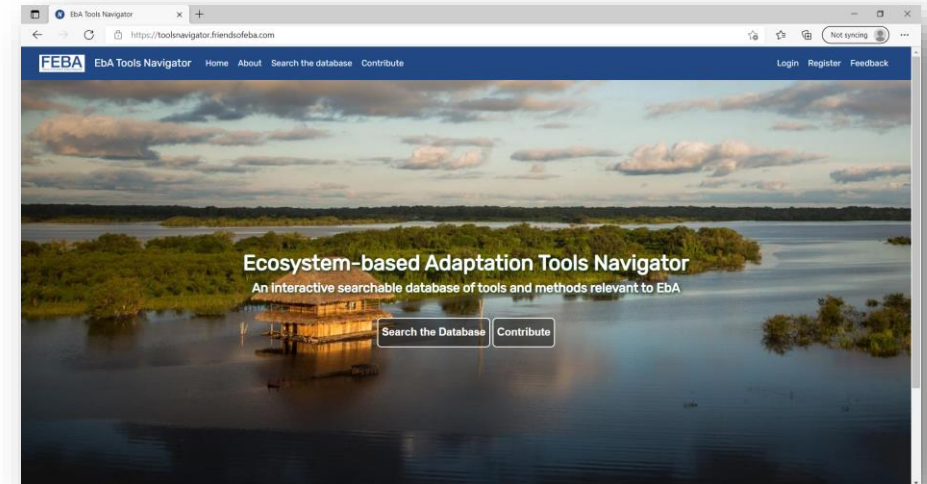 EbA Tools Navigator
https://toolsnavigator.friendsofeba.com
Not syncing
FEBA EbA Tools Navigator Home About Search the database Contribute Login Register Feedback
Ecosystem-based Adaptation Tools Navigator
An interactive searchable database of tools and methods relevant to EbA
Search the Database Contribute